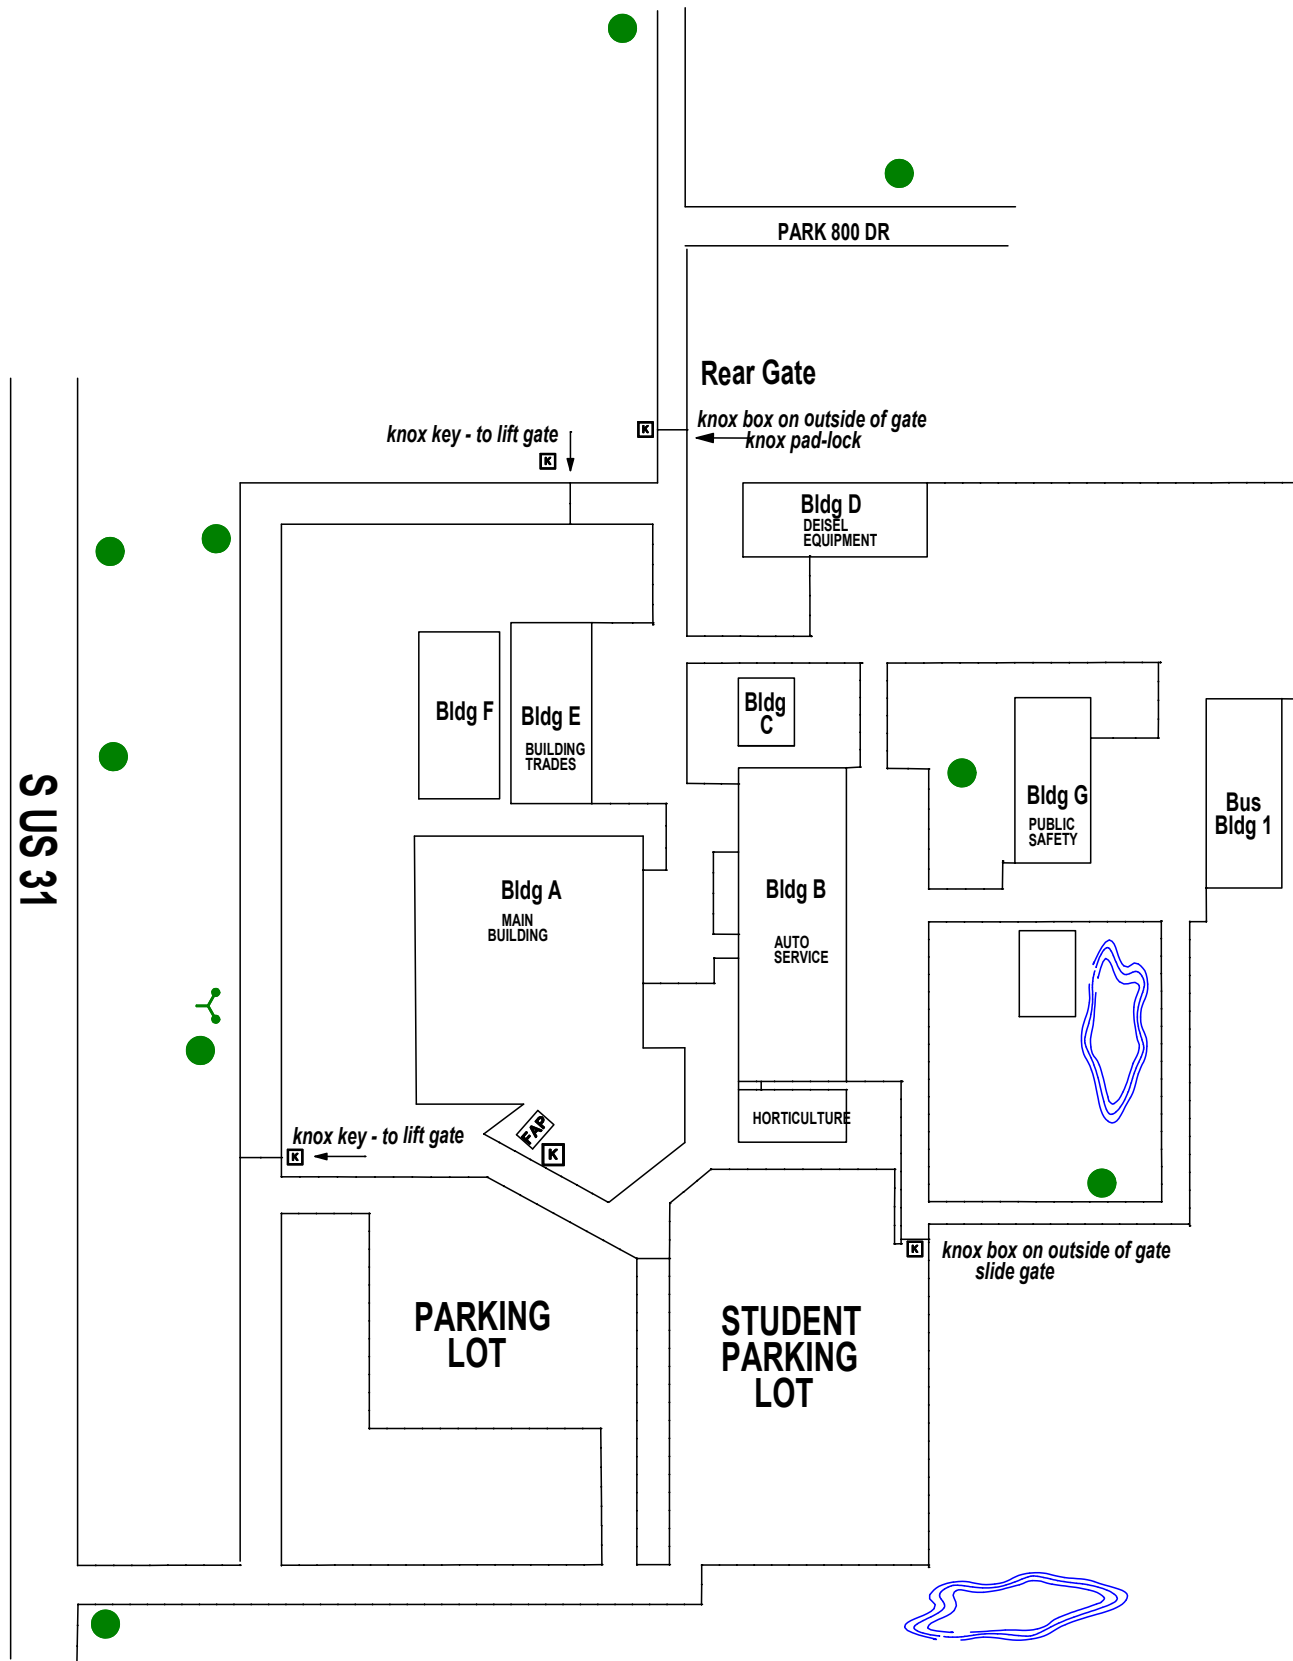 PARK 800 DR
Rear Gate
knox box on outside of gate
knox pad-lock
K
knox key - to lift gate
K
Bldg D
DEISEL
EQUIPMENT
Bldg F
Bldg E
BUILDING
TRADES
Bldg
C
Bldg G
PUBLIC
SAFETY
Bus
Bldg 1
S US 31
Bldg A
MAIN
BUILDING
Bldg B
AUTO
SERVICE
HORTICULTURE
FAP
K
knox key - to lift gate
K
K
knox box on outside of gate
slide gate
PARKING
LOT
STUDENT
PARKING
LOT